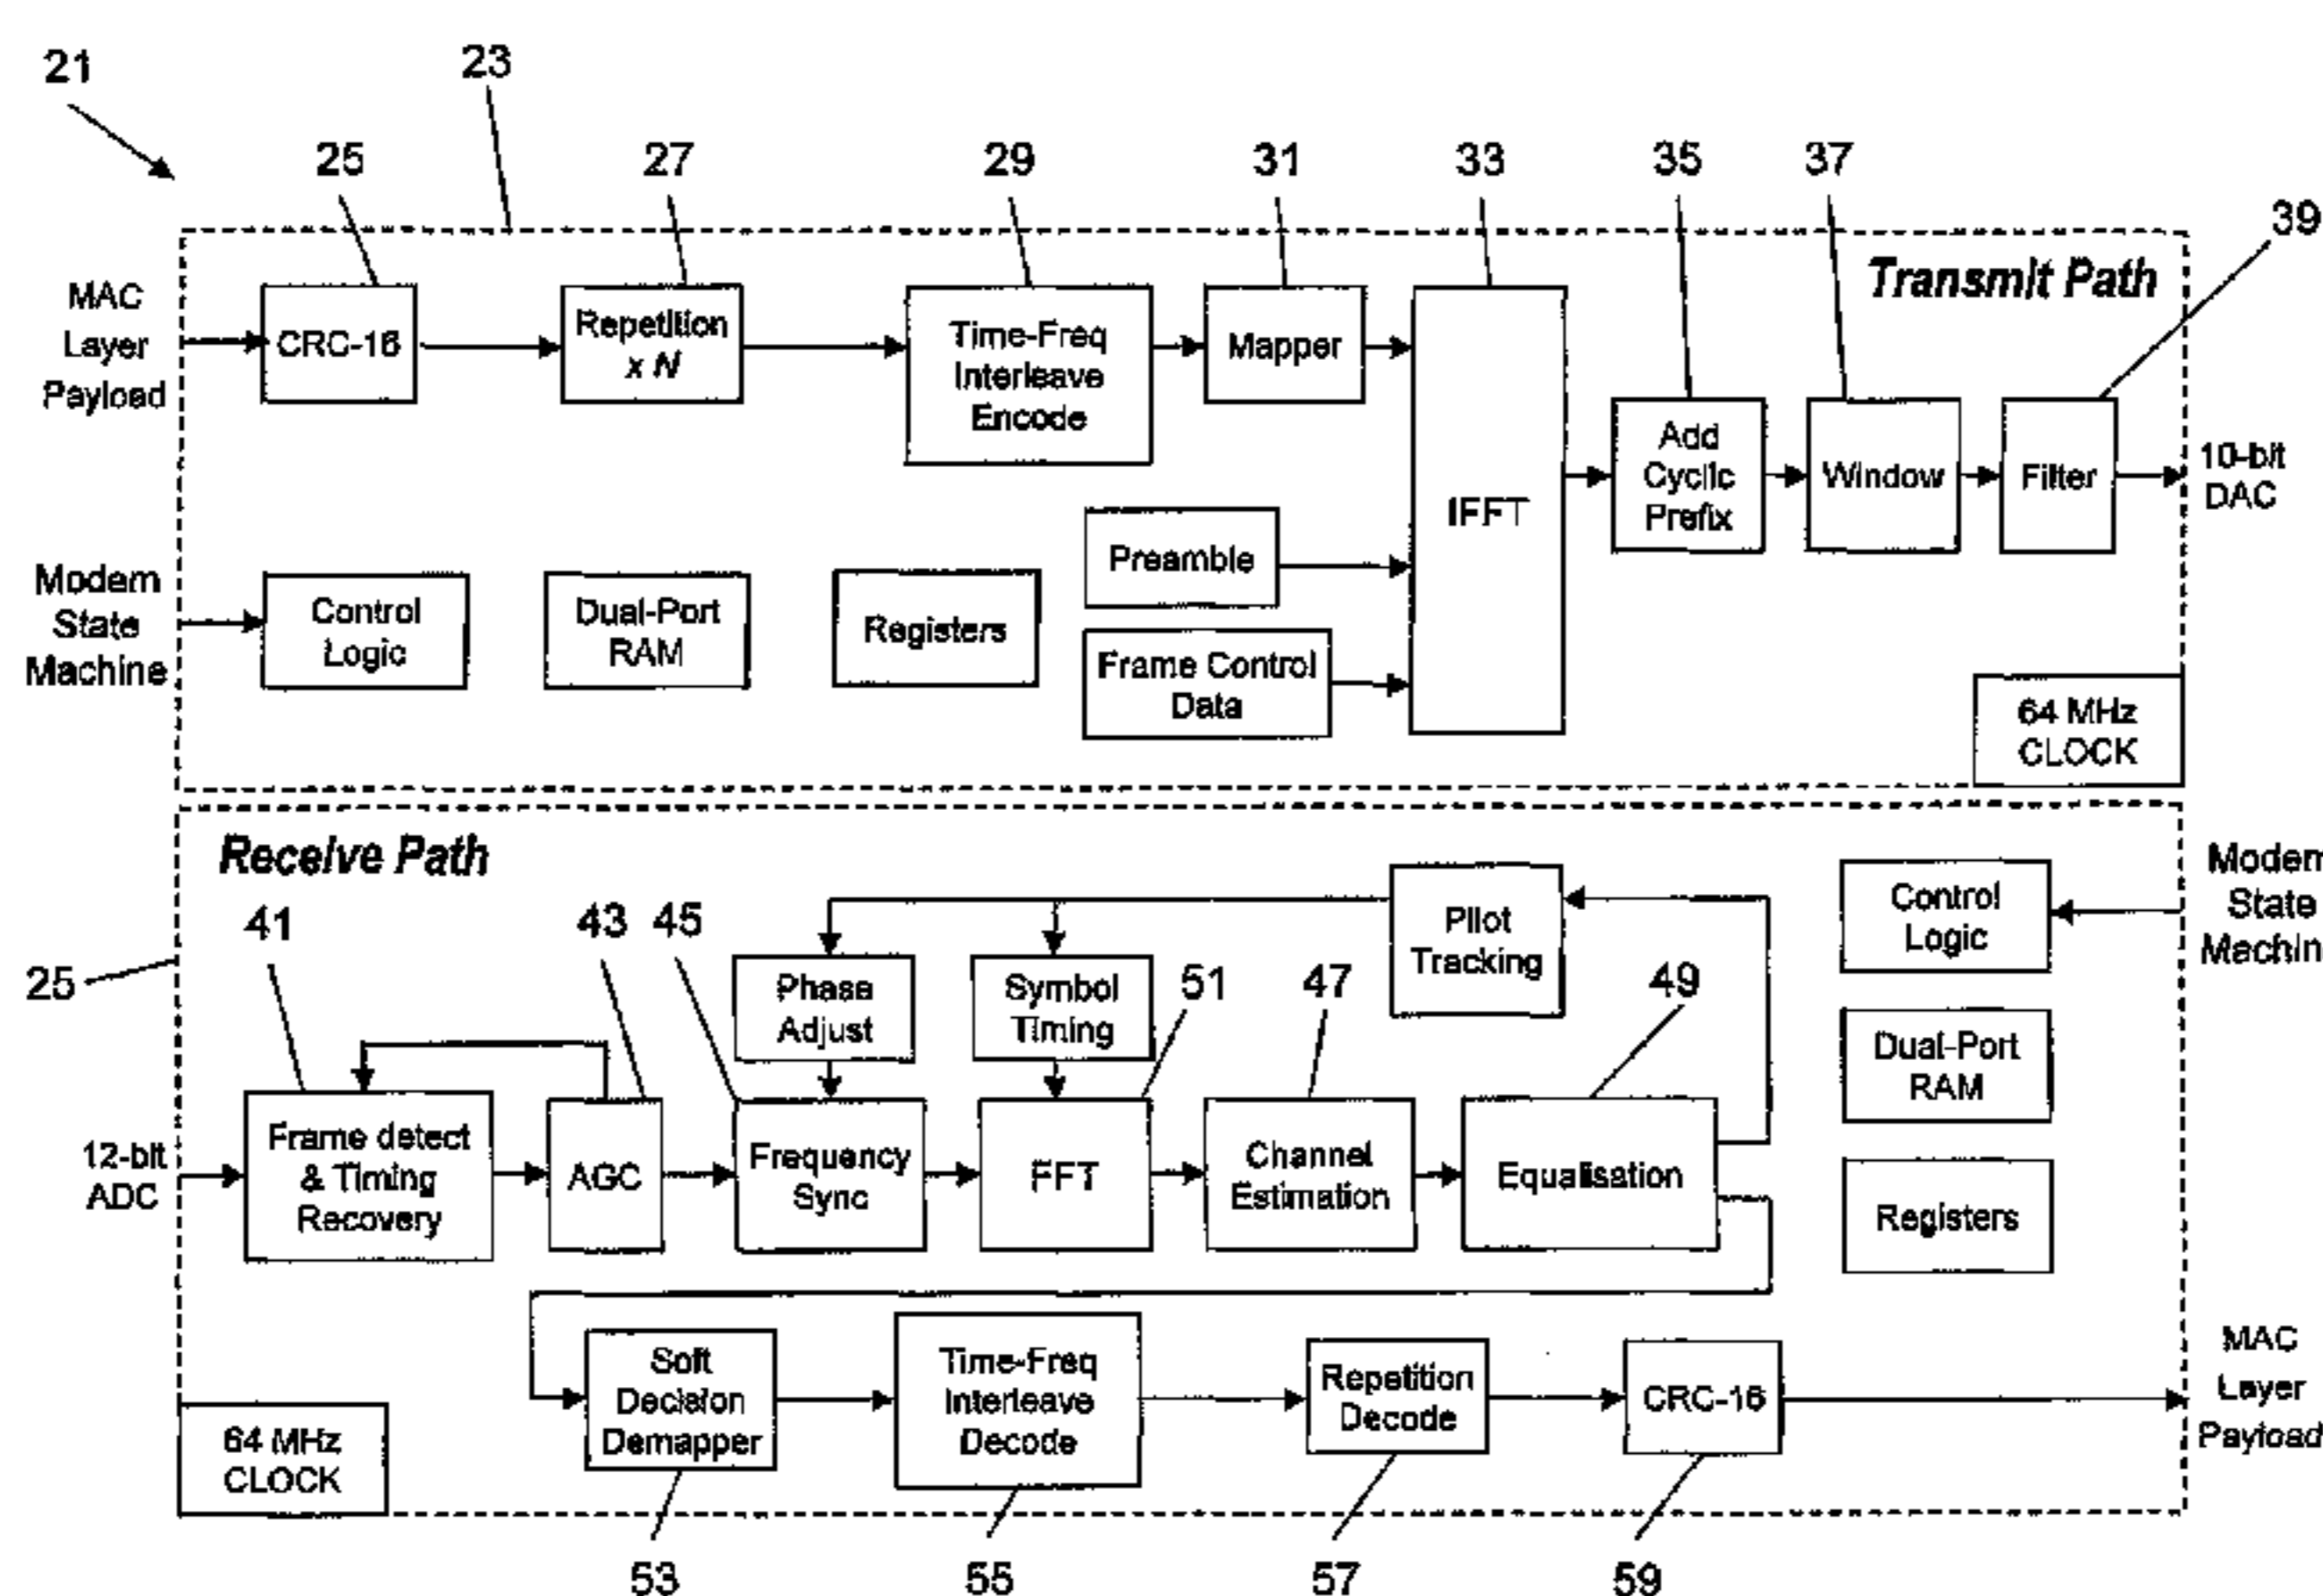 21
23
25
27
29
31
33
35
37
39
Transmit Path
MAC
Layer
Payload
CRC-16
Repetition
x N
Time-Freq
Interleave
Encode
Mapper
IFFT
Add
Cyclic
Prefix
Window
Filter
10-bit
DAC
Preamble
Frame Control
Data
Modem
State
Machine
Control
Logic
Dual-Port
RAM
Registers
64 MHz
CLOCK
Receive Path
25
41
43
45
Phase
Adjust
Symbol
Timing
51
47
Pilot
Tracking
49
Control
Logic
Modem
State
Machin
Dual-Port
RAM
Registers
12-bit
ADC
Frame detect
& Timing
Recovery
AGC
Frequency
Sync
FFT
Channel
Estimation
Equalisation
64 MHz
CLOCK
Soft
Decision
Demapper
Time-Freq
Interleave
Decode
Repetition
Decode
CRC-16
MAC
Layer
Payload
53
55
57
59